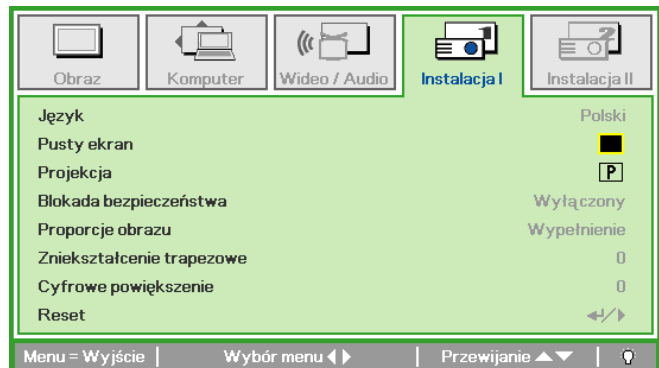 Obraz
Komputer
Wideo / Audio
Instalacja I
Instalacja II
Język Polski
Pusty ekran
Projekcja P
Blokada bezpieczeństwa Wyłączony
Proporcje obrazu Wypełnienie
Zniekształcenie trapezowe 0
Cyfrowe powiększenie 0
Reset
Menu = Wyjście | Wybór menu | Przewijanie |